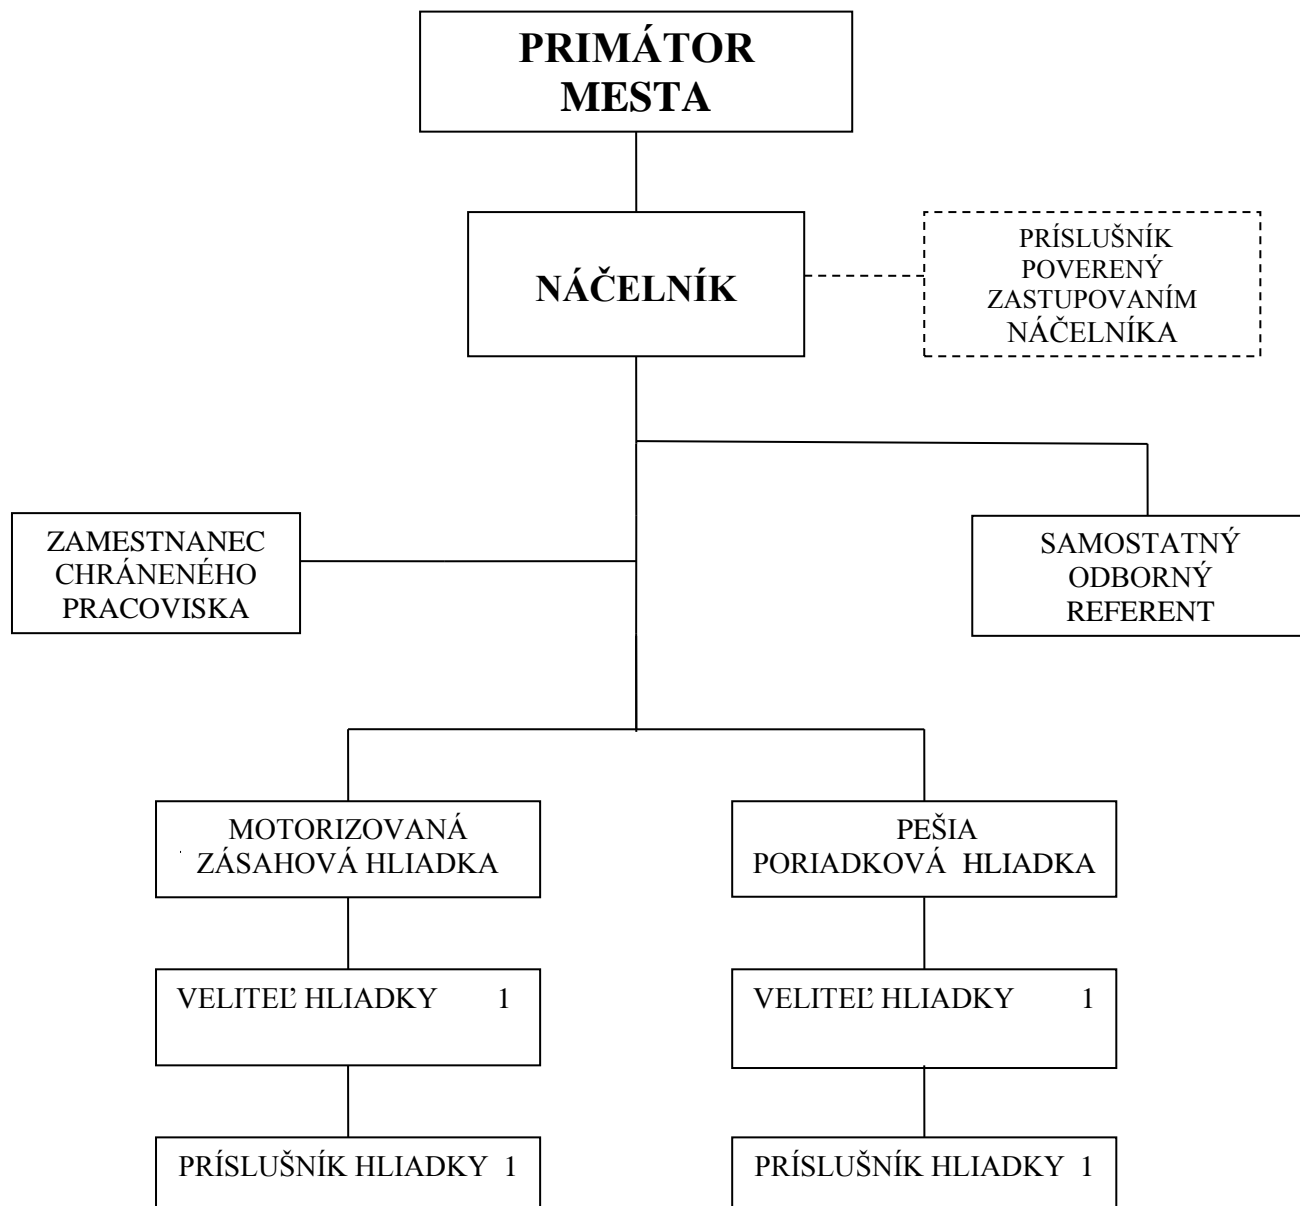 PRIMÁTOR
MESTA
NÁČELNÍK
PRÍSLUŠNÍK
POVERENÝ
ZASTUPOVANÍM
NÁČELNÍKA
ZAMESTNANEC
CHRÁNENÉHO
PRACOVISKA
SAMOSTATNÝ
ODBORNÝ
REFERENT
MOTORIZOVANÁ
ZÁSAHOVÁ HLIADKA
PEŠIA
PORIADKOVÁ HLIADKA
VELITEĽ HLIADKY 1
VELITEĽ HLIADKY 1
PRÍSLUŠNÍK HLIADKY 1
PRÍSLUŠNÍK HLIADKY 1